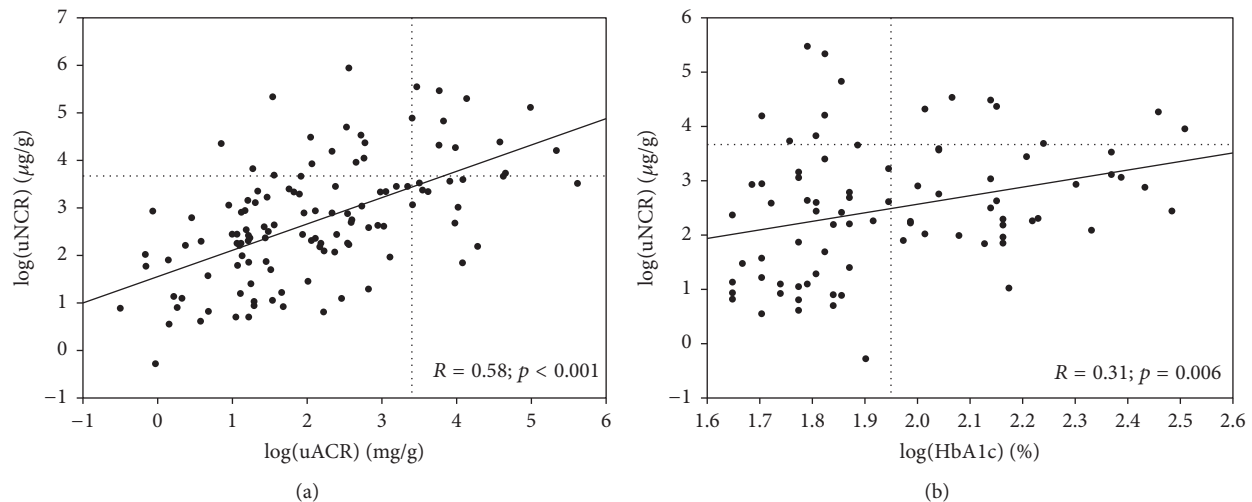 7
6
5
4
3
2
1
0
−1
log(uNCR) (μg/g)
−1 0 1 2 3 4 5 6
log(uACR) (mg/g)
R = 0.58; p < 0.001
(a)
6
5
4
3
2
1
0
−1
log(uNCR) (μg/g)
1.6 1.7 1.8 1.9 2.0 2.1 2.2 2.3 2.4 2.5 2.6
log(HbA1c) (%)
R = 0.31; p = 0.006
(b)